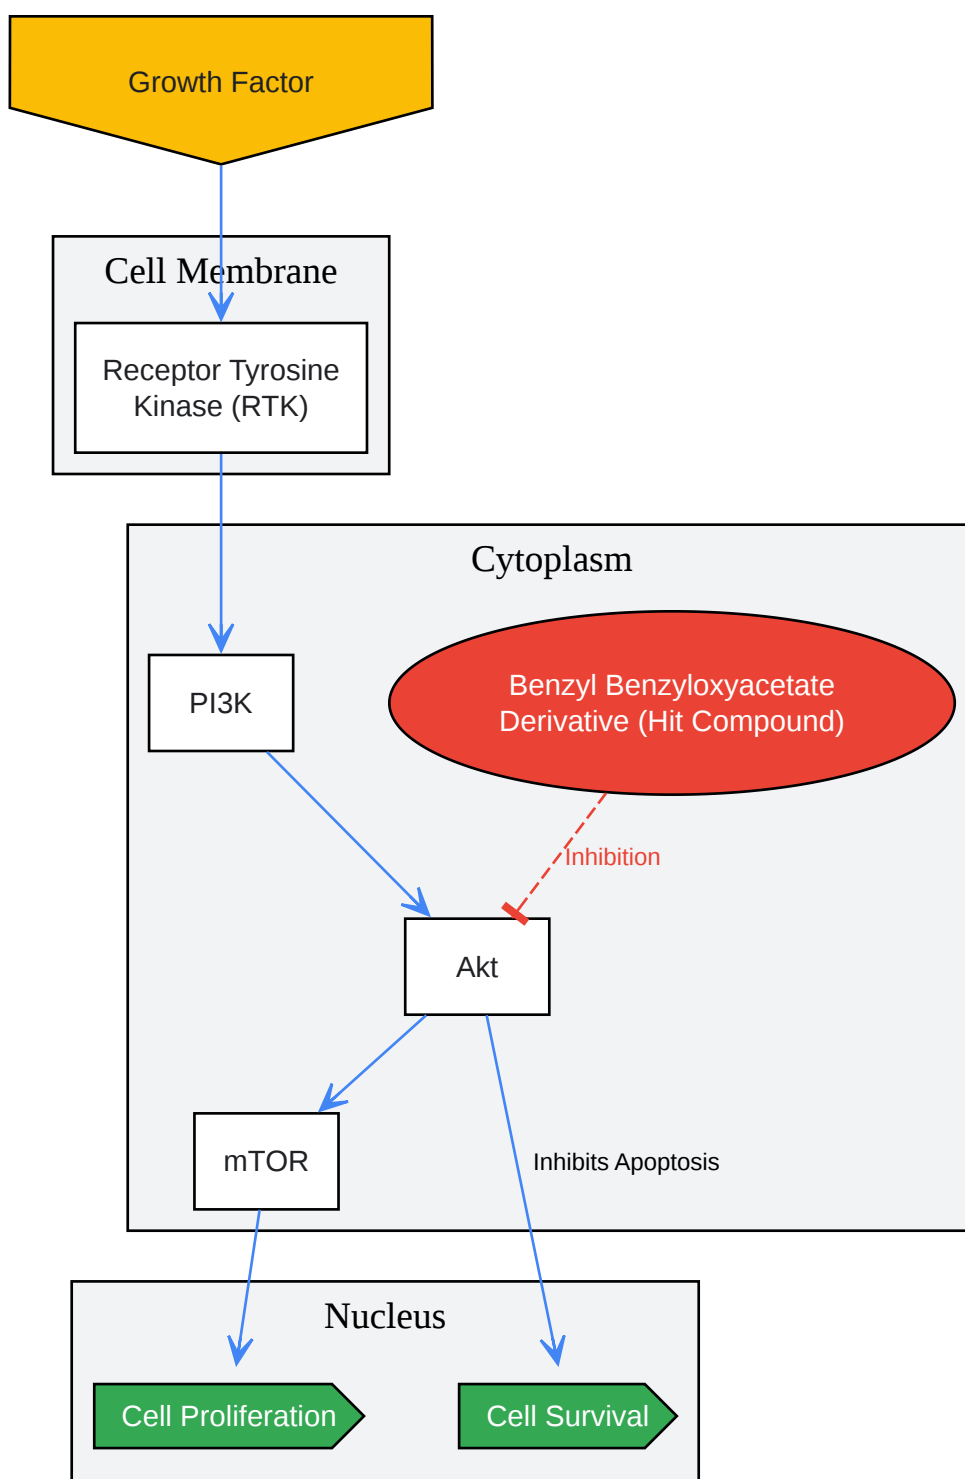 Growth Factor
Cell Membrane
Receptor Tyrosine
Kinase (RTK)
Cytoplasm
PI3K
Benzyl Benzyloxyacetate
Derivative (Hit Compound)
Inhibition
Akt
mTOR
Inhibits Apoptosis
Nucleus
Cell Proliferation
Cell Survival